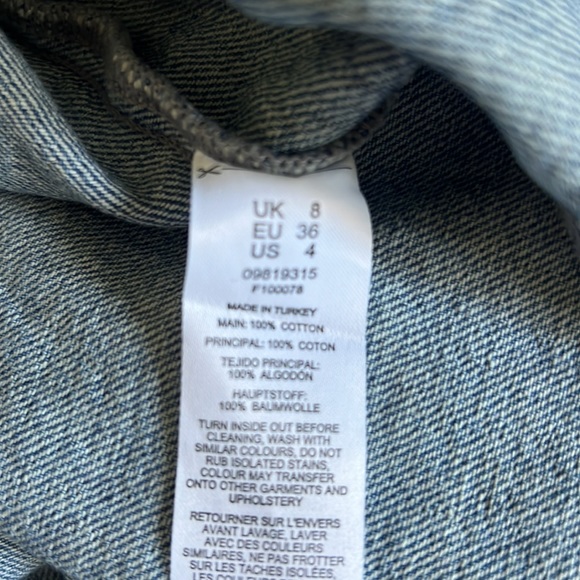 UK 8
EU 36
US 4
09819315
F100078
MADE IN TURKEY
MAIN: 100% COTTON
PRINCIPAL: 100% COTON
TEJIDO PRINCIPAL:
100% ALGODÓN
HAUPTSTOFF:
100% BAUMWOLLE
TURN INSIDE OUT BEFORE
CLEANING, WASH WITH
SIMILAR COLOURS, DO NOT
RUB ISOLATED STAINS,
COLOUR MAY TRANSFER
ONTO OTHER GARMENTS AND
UPHOLSTERY
RETOURNER SUR L'ENVERS
AVANT LAVAGE, LAVER
AVEC DES COULEURS
SIMILAIRES, NE PAS FROTTER
SUR LES TACHES ISOLÉES,
LES COULEURS